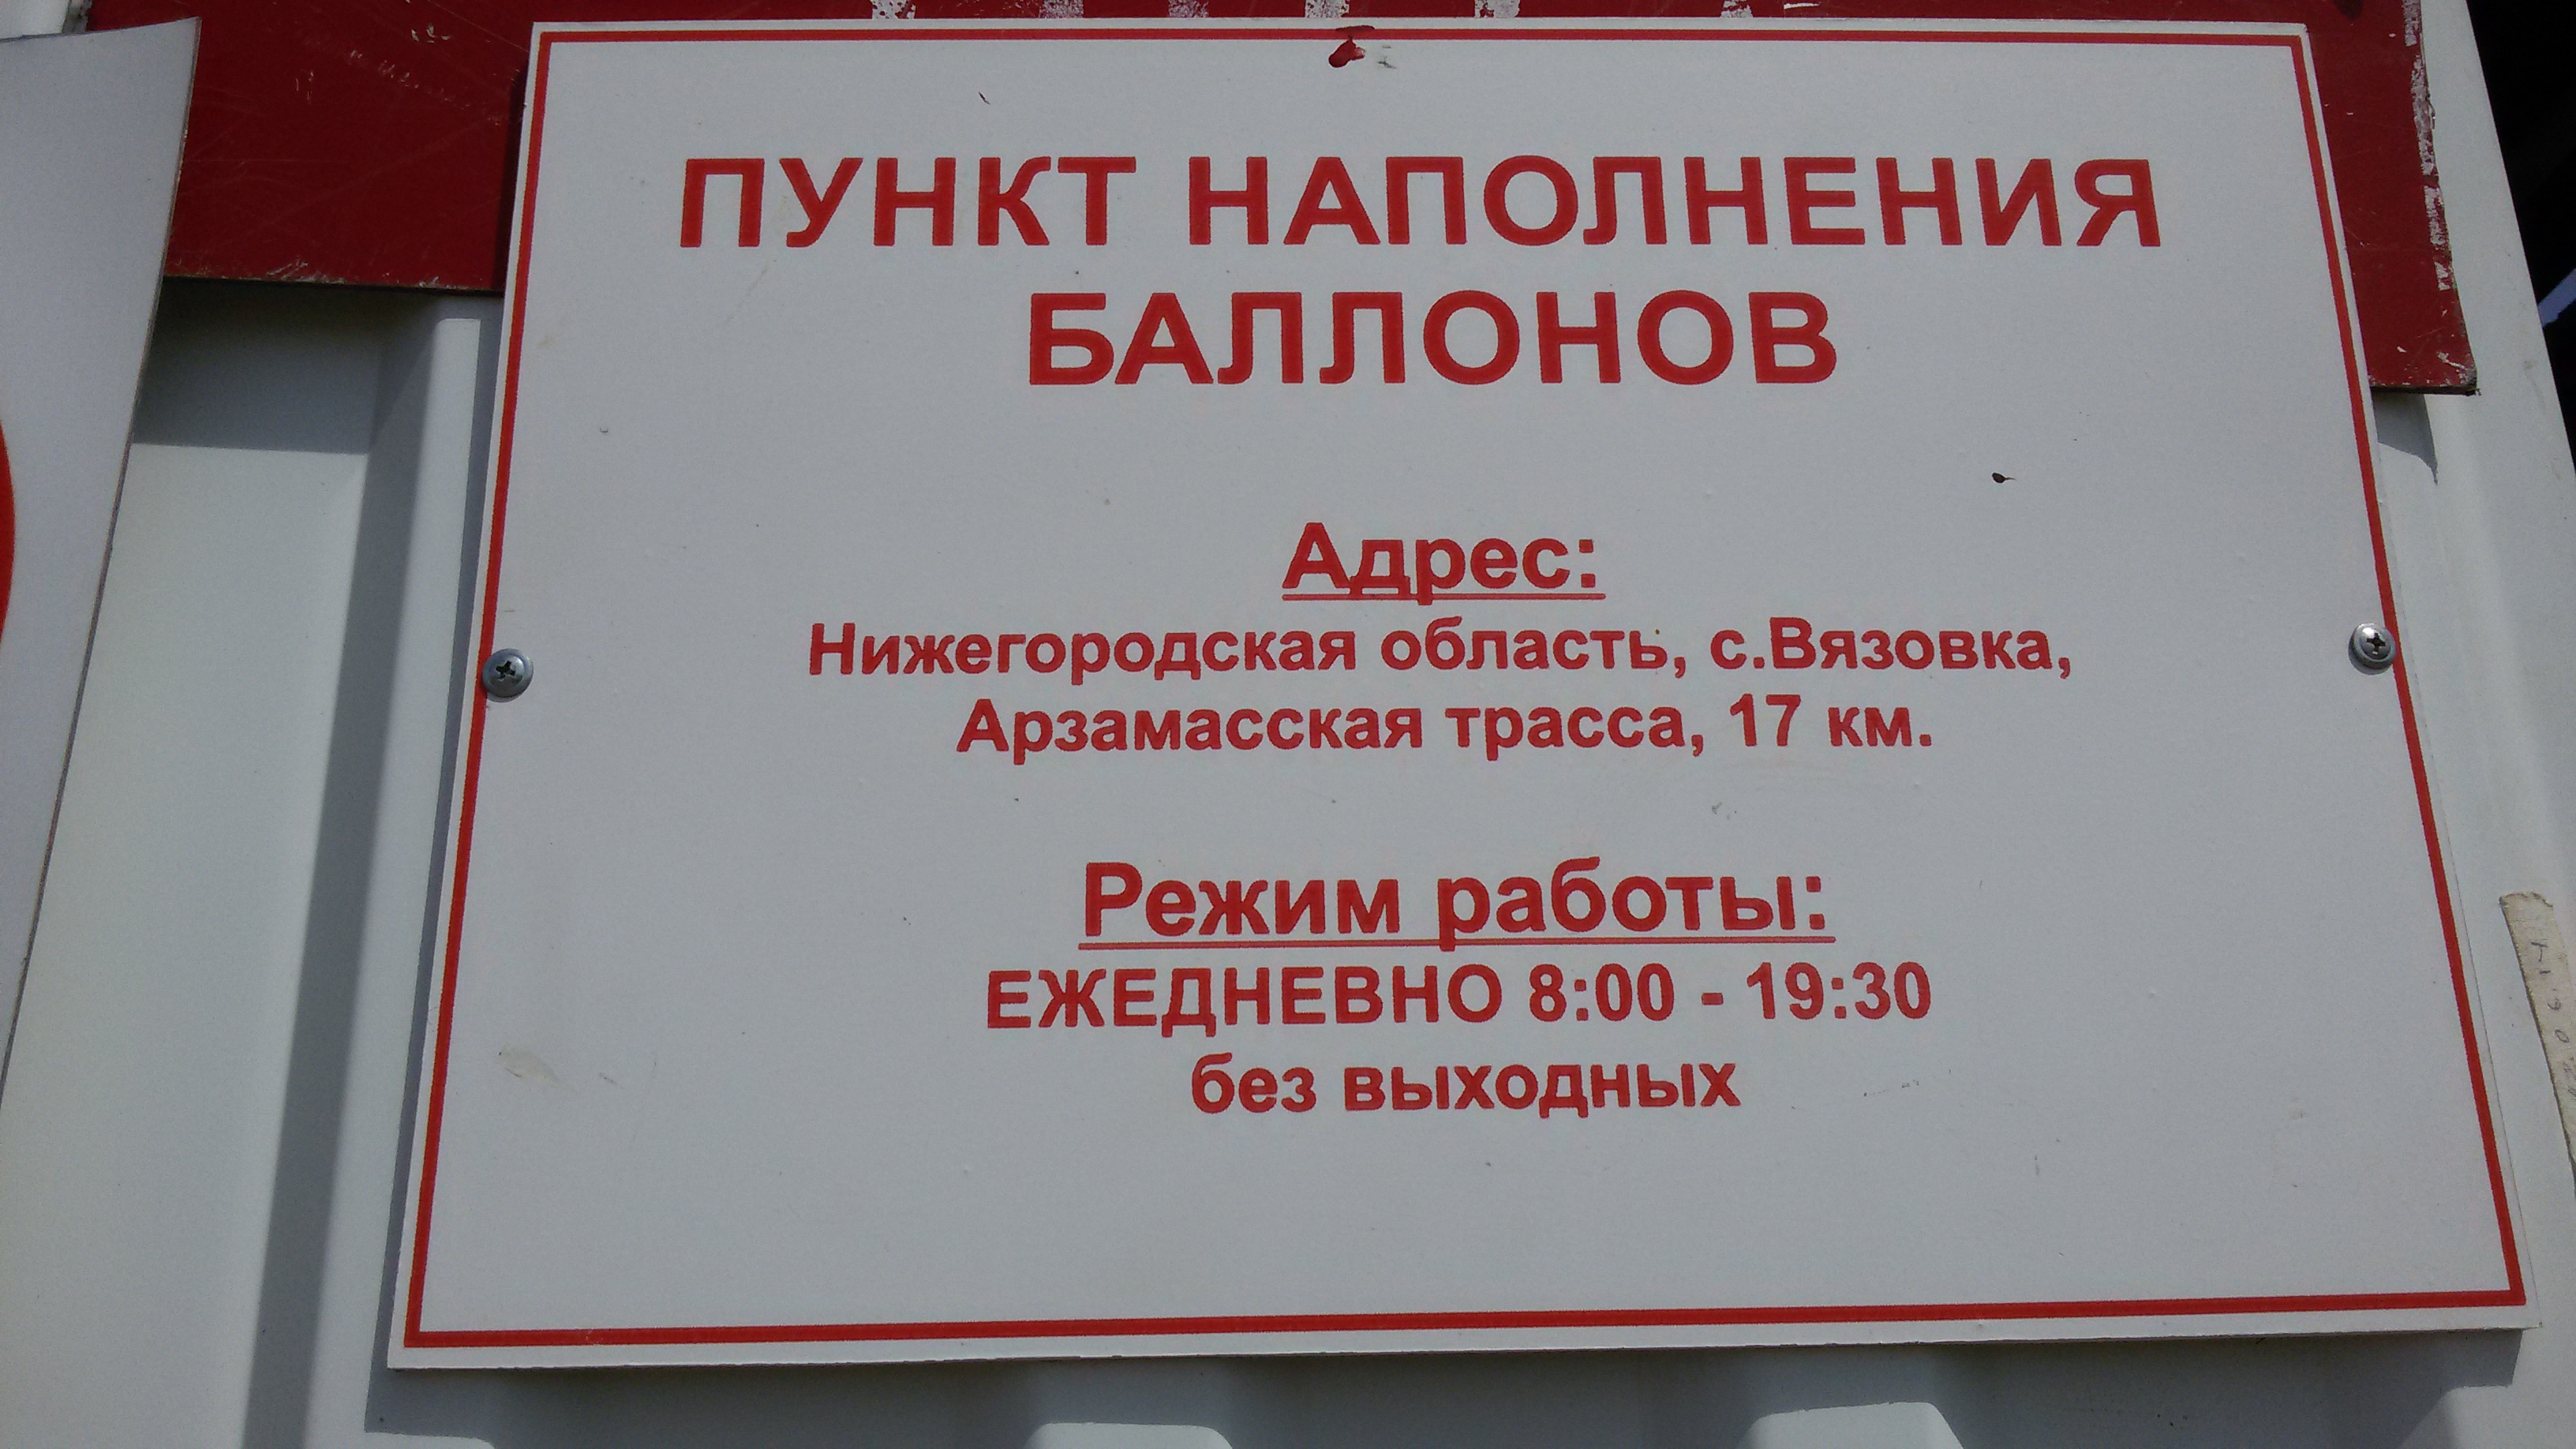 ПУНКТ НАПОЛНЕНИЯ
БАЛЛОНОВ
Адрес:
Нижегородская область, с.Вязовка,
Арзамасская трасса, 17 км.
Режим работы:
ЕЖЕДНЕВНО 8:00 - 19:30
без выходных